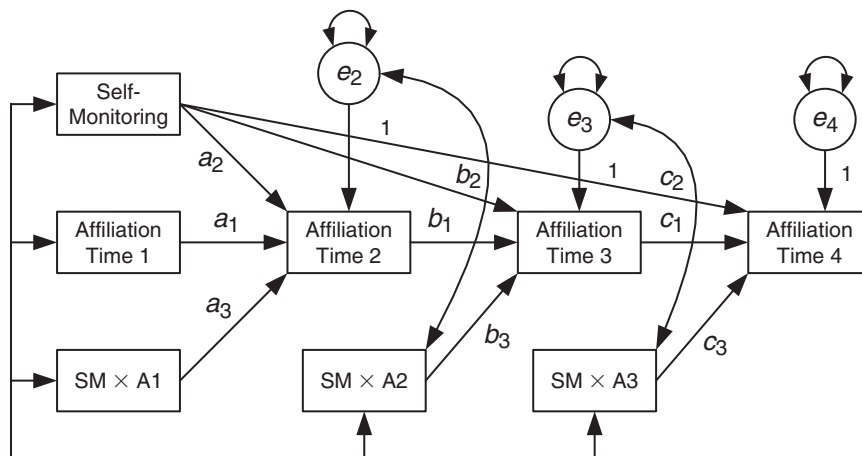 e2
e3
e4
Self-
Monitoring
1
1
1
a2
b2
c2
Affiliation
Time 1
a1
Affiliation
Time 2
b1
Affiliation
Time 3
c1
Affiliation
Time 4
a3
b3
c3
SM × A1
SM × A2
SM × A3